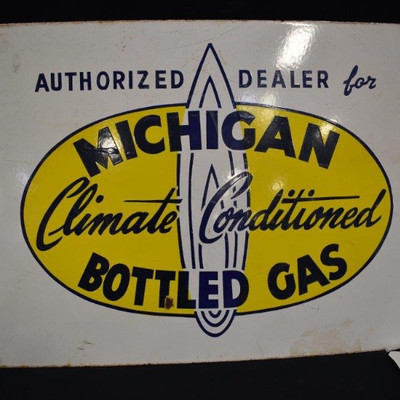 AUTHORIZED DEALER for
MICHIGAN
Climate Conditioned
BOTTLED GAS